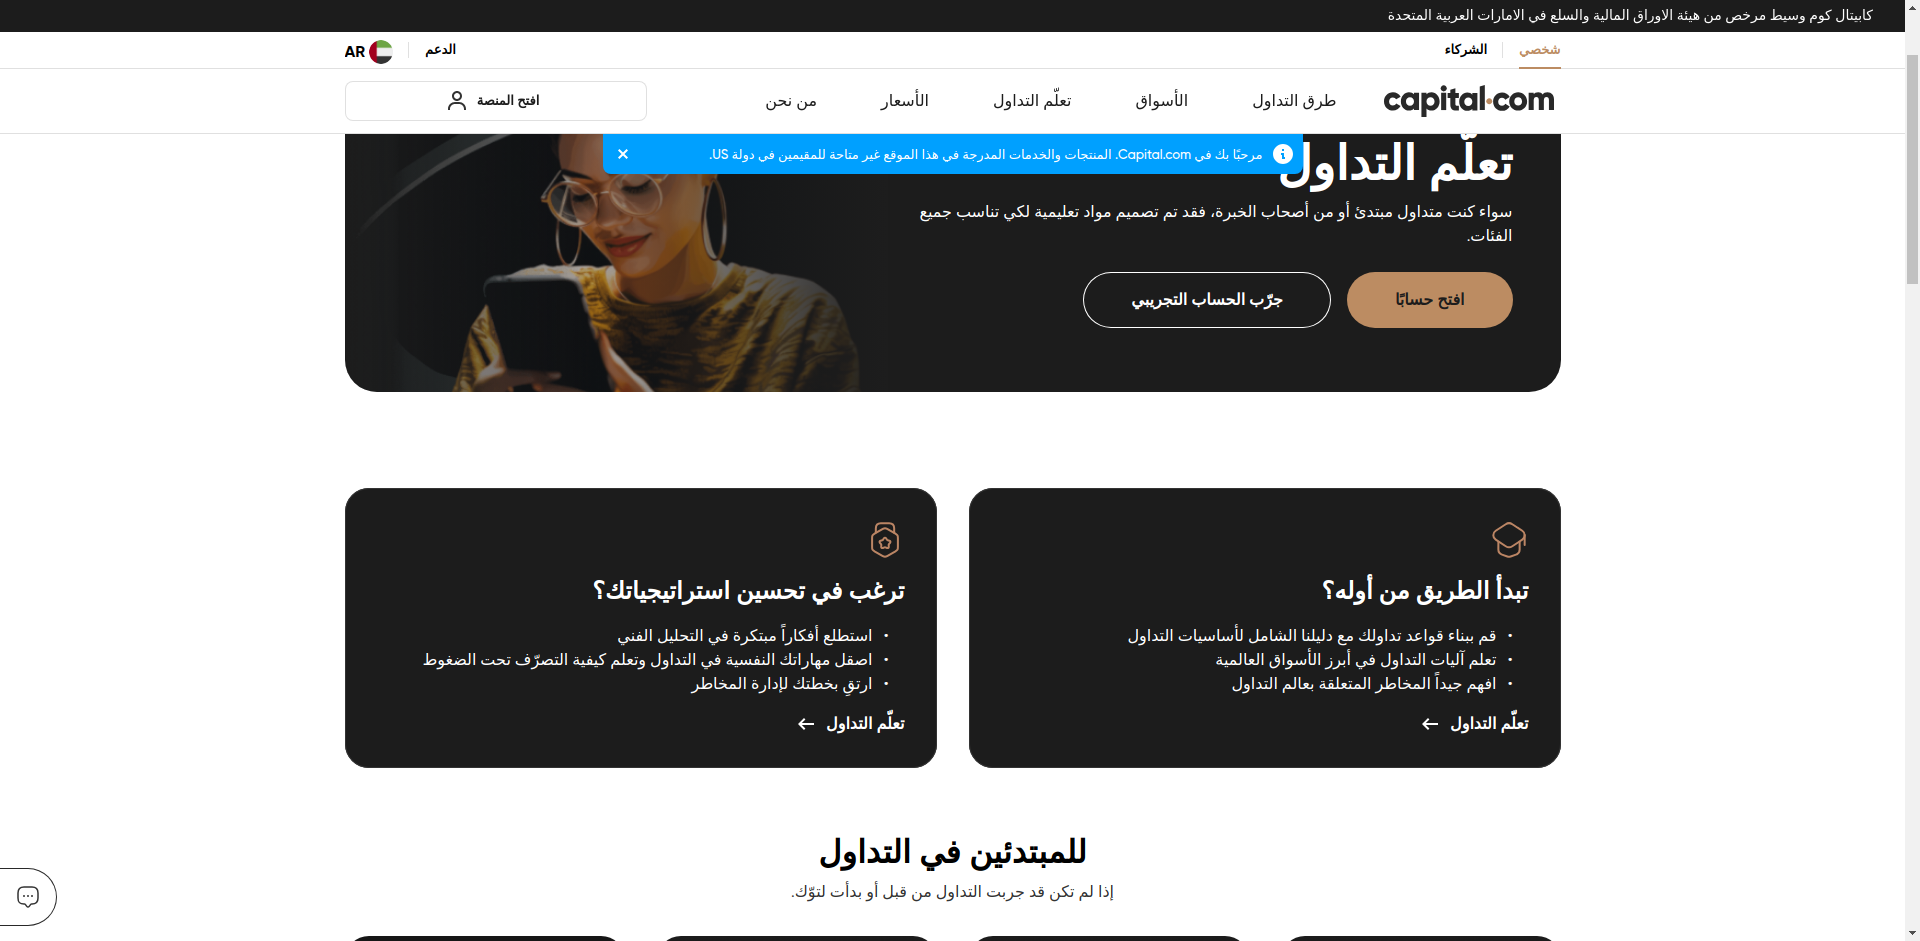 كابيتال كوم وسيط مرخص من هيئة الاوراق المالية والسلع في الامارات العربية المتحدة
شخصي
الشركاء
الدعم
AR
capital.com
طرق التداول
الأسواق
تعلّم التداول
الأسعار
من نحن
افتح المنصة
مرحبًا بك في Capital.com. المنتجات والخدمات المدرجة في هذا الموقع غير متاحة للمقيمين في دولة US.
تعلّم التداول
سواء كنت متداول مبتدئ أو من أصحاب الخبرة، فقد تم تصميم مواد تعليمية لكي تناسب جميع
الفئات.
افتح حسابًا
جرّب الحساب التجريبي
تبدأ الطريق من أوله؟
• قم ببناء قواعد تداولك مع دليلنا الشامل لأساسيات التداول
• تعلم آليات التداول في أبرز الأسواق العالمية
• افهم جيداً المخاطر المتعلقة بعالم التداول
تعلّم التداول
ترغب في تحسين استراتيجياتك؟
• استطلع أفكاراً مبتكرة في التحليل الفني
• اصقل مهاراتك النفسية في التداول وتعلم كيفية التصرّف تحت الضغوط
• ارتقِ بخطتك لإدارة المخاطر
تعلّم التداول
للمبتدئين في التداول
إذا لم تكن قد جربت التداول من قبل أو بدأت لتوّك.